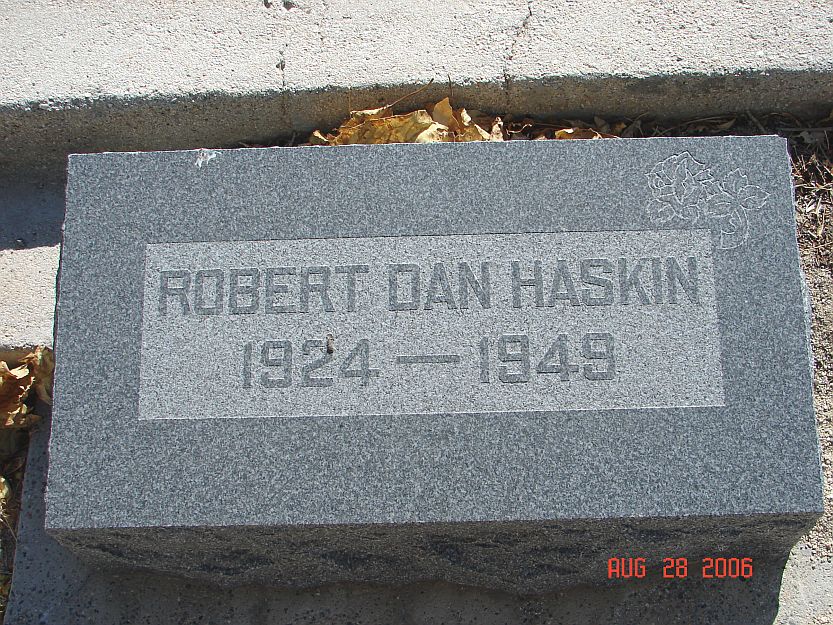 ROBERT DAN HASKIN
1924 — 1949
AUG 28 2006